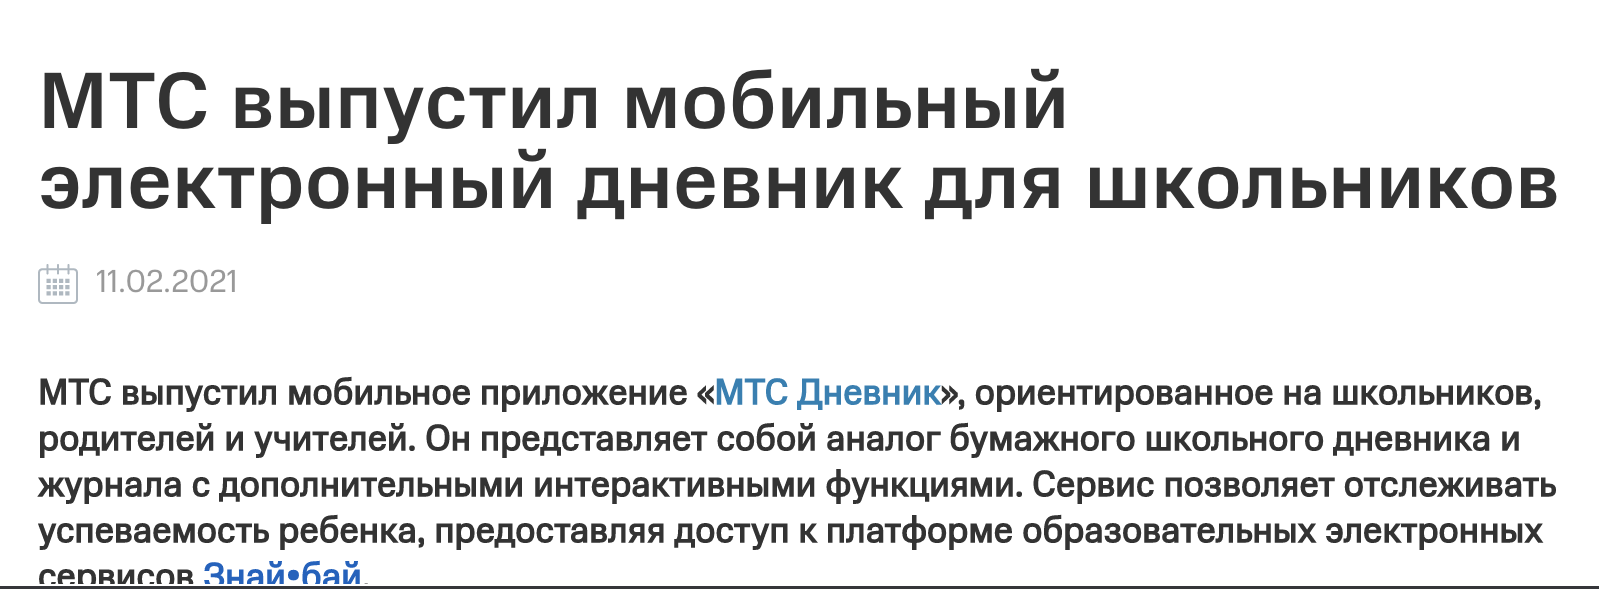 МТС выпустил мобильный
электронный дневник для школьников
11.02.2021
МТС выпустил мобильное приложение «МТС Дневник», ориентированное на школьников,
родителей и учителей. Он представляет собой аналог бумажного школьного дневника и
журнала с дополнительными интерактивными функциями. Сервис позволяет отслеживать
успеваемость ребенка, предоставляя доступ к платформе образовательных электронных
сервисов Знай•бай.